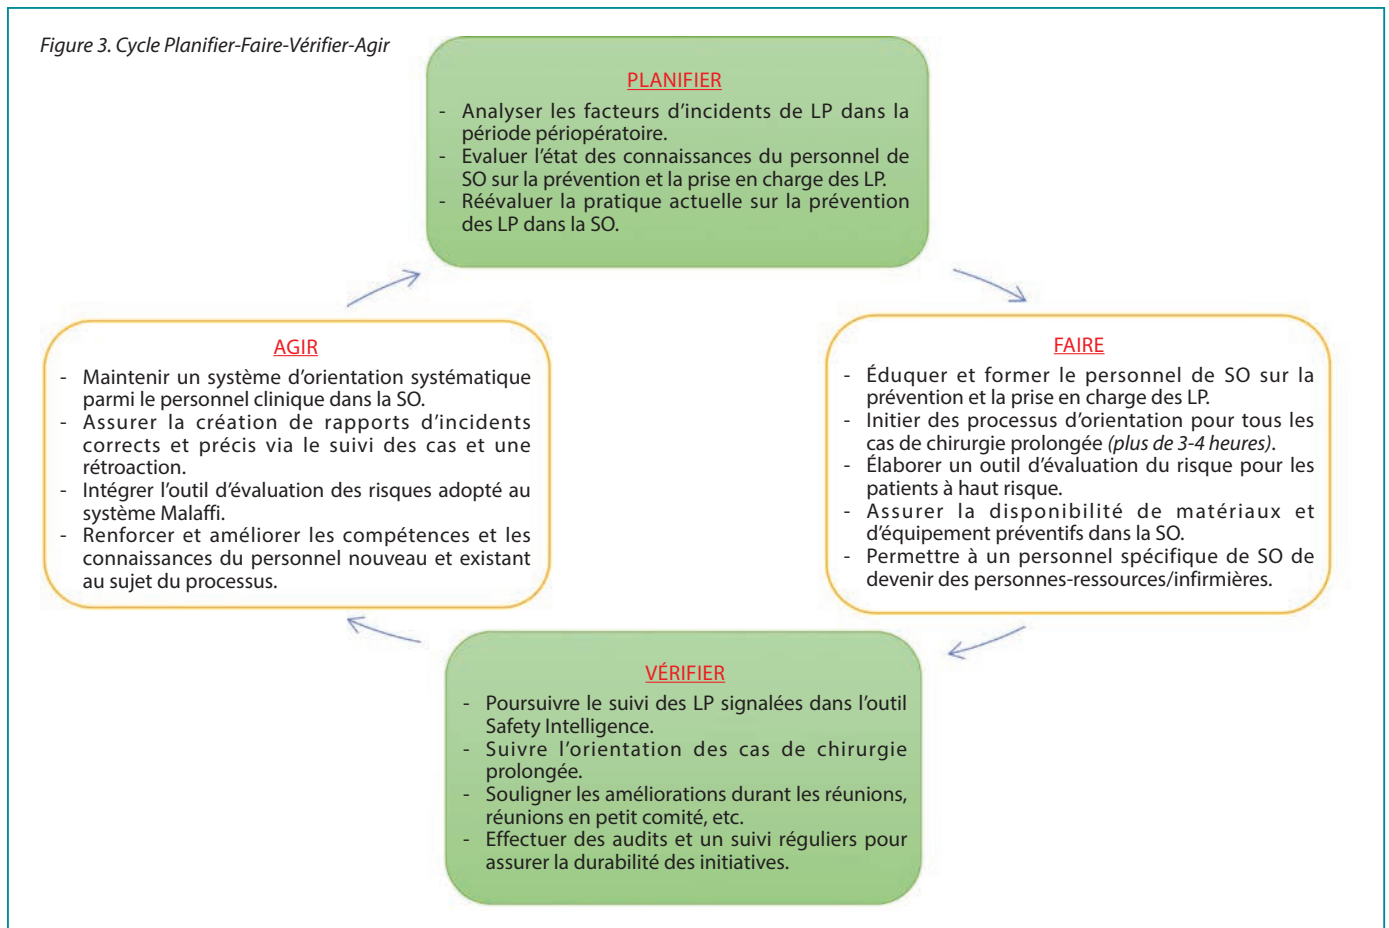 Figure 3. Cycle Planifier-Faire-Vérifier-Agir
PLANIFIER
- Analyser les facteurs d’incidents de LP dans la
période périopératoire.
- Evaluer l’état des connaissances du personnel de
SO sur la prévention et la prise en charge des LP.
- Réévaluer la pratique actuelle sur la prévention
des LP dans la SO.
FAIRE
- Éduquer et former le personnel de SO sur la
prévention et la prise en charge des LP.
- Initier des processus d’orientation pour tous les
cas de chirurgie prolongée (plus de 3-4 heures).
- Élaborer un outil d’évaluation du risque pour les
patients à haut risque.
- Assurer la disponibilité de matériaux et
d’équipement préventifs dans la SO.
- Permettre à un personnel spécifique de SO de
devenir des personnes-ressources/infirmières.
VÉRIFIER
- Poursuivre le suivi des LP signalées dans l’outil
Safety Intelligence.
- Suivre l’orientation des cas de chirurgie
prolongée.
- Souligner les améliorations durant les réunions,
réunions en petit comité, etc.
- Effectuer des audits et un suivi réguliers pour
assurer la durabilité des initiatives.
AGIR
- Maintenir un système d’orientation systématique
parmi le personnel clinique dans la SO.
- Assurer la création de rapports d’incidents
corrects et précis via le suivi des cas et une
rétroaction.
- Intégrer l’outil d’évaluation des risques adopté au
système Malaffi.
- Renforcer et améliorer les compétences et les
connaissances du personnel nouveau et existant
au sujet du processus.